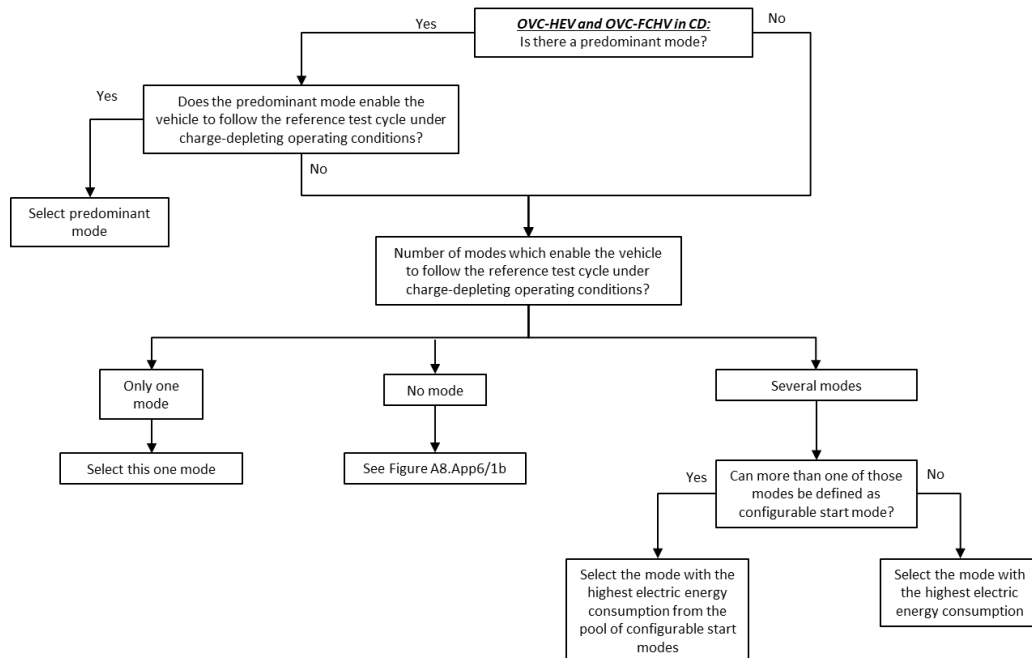 OVC-HEV and OVC-FCHV in CD:
Is there a predominant mode?
Yes
No
Does the predominant mode enable the
vehicle to follow the reference test cycle under
charge-depleting operating conditions?
Yes
No
Select predominant
mode
Number of modes which enable the vehicle
to follow the reference test cycle under
charge-depleting operating conditions?
Only one
mode
No mode
Several modes
Select this one mode
See Figure A8.App6/1b
Can more than one of those
modes be defined as
configurable start mode?
Yes
No
Select the mode with the
highest electric energy
consumption from the
pool of configurable start
modes
Select the mode with
the highest electric
energy consumption